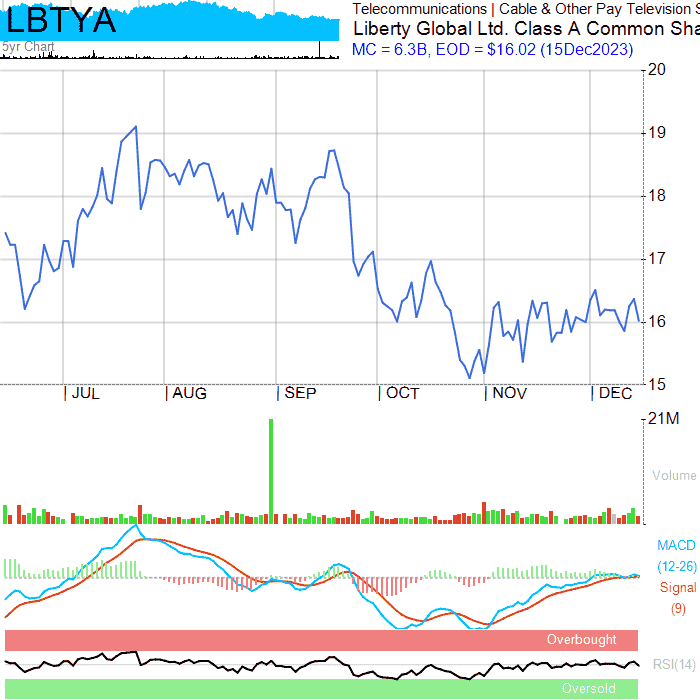 LBTYA
Telecommunications | Cable & Other Pay Television S
Liberty Global Ltd. Class A Common Sha
5yr Chart
MC = 6.3B, EOD = $16.02 (15Dec2023)
20
19
18
17
16
15
JUL AUG SEP OCT NOV DEC
21M
Volume
MACD
(12-26)
Signal
(9)
Overbought
RSI(14)
Oversold